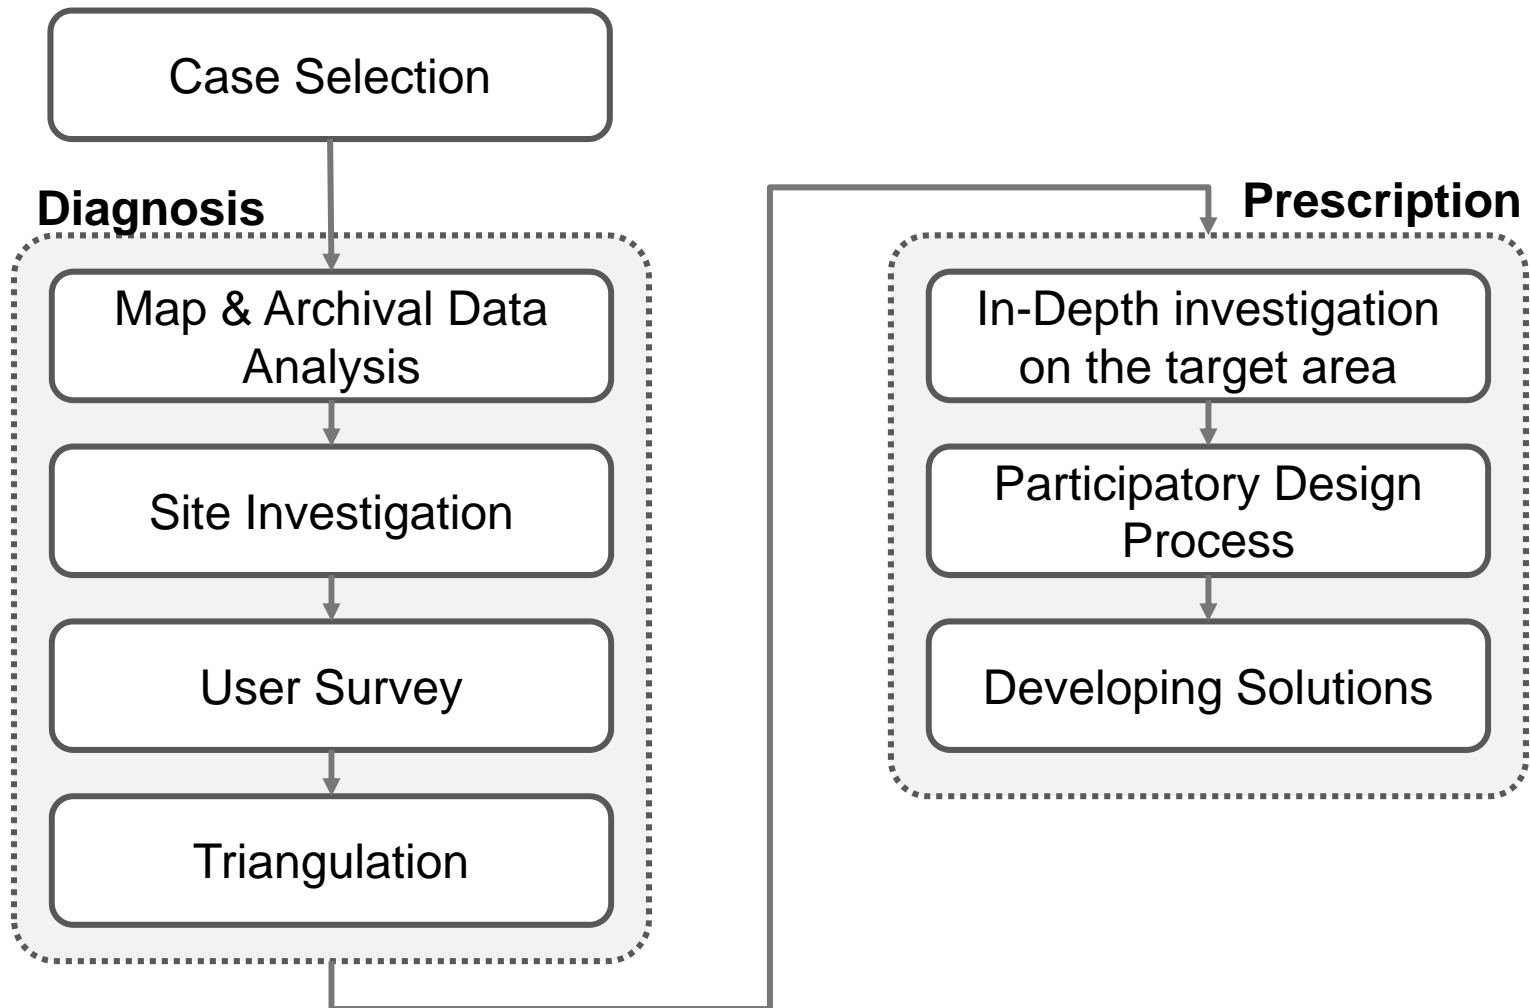 Case Selection
Diagnosis
Map & Archival Data
Analysis
Site Investigation
User Survey
Triangulation
Prescription
In-Depth investigation
on the target area
Participatory Design
Process
Developing Solutions